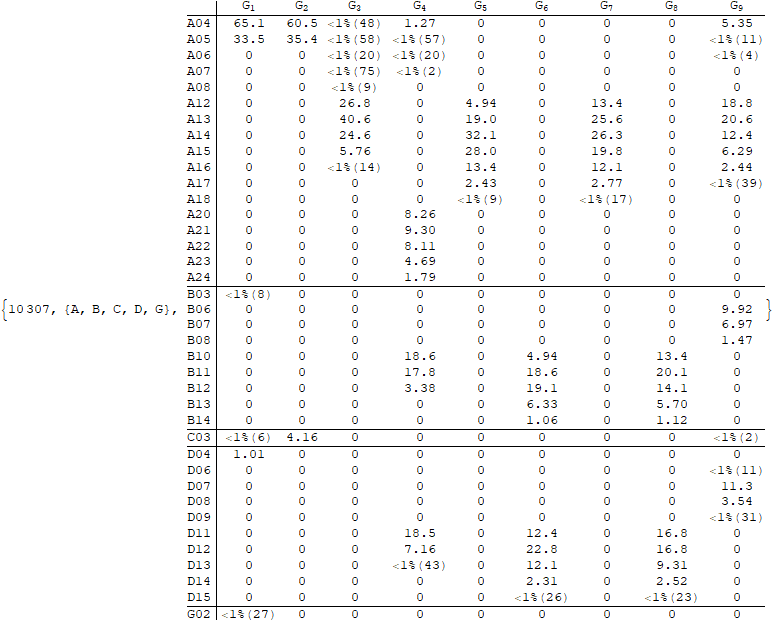 G1 G2 G3 G4 G5 G6 G7 G8 G9
A04 65.1 60.5 <1%(48) 1.27 0 0 0 0 5.35
A05 33.5 35.4 <1%(58) <1%(57) 0 0 0 0 <1%(11)
A06 0 0 <1%(20) <1%(20) 0 0 0 0 <1%(4)
A07 0 0 <1%(75) <1%(2) 0 0 0 0 0
A08 0 0 <1%(9) 0 0 0 0 0 0
A12 0 0 26.8 0 4.94 0 13.4 0 18.8
A13 0 0 40.6 0 19.0 0 25.6 0 20.6
A14 0 0 24.6 0 32.1 0 26.3 0 12.4
A15 0 0 5.76 0 28.0 0 19.8 0 6.29
A16 0 0 <1%(14) 0 13.4 0 12.1 0 2.44
A17 0 0 0 0 2.43 0 2.77 0 <1%(39)
A18 0 0 0 0 <1%(9) 0 <1%(17) 0 0
A20 0 0 0 8.26 0 0 0 0 0
A21 0 0 0 9.30 0 0 0 0 0
A22 0 0 0 8.11 0 0 0 0 0
A23 0 0 0 4.69 0 0 0 0 0
A24 0 0 0 1.79 0 0 0 0 0
B03 <1%(8) 0 0 0 0 0 0 0 0
{10307, {A, B, C, D, G}, B06 0 0 0 0 0 0 0 0 9.92 }
B07 0 0 0 0 0 0 0 0 6.97
B08 0 0 0 0 0 0 0 0 1.47
B10 0 0 0 18.6 0 4.94 0 13.4 0
B11 0 0 0 17.8 0 18.6 0 20.1 0
B12 0 0 0 3.38 0 19.1 0 14.1 0
B13 0 0 0 0 0 6.33 0 5.70 0
B14 0 0 0 0 0 1.06 0 1.12 0
C03 <1%(6) 4.16 0 0 0 0 0 0 <1%(2)
D04 1.01 0 0 0 0 0 0 0 0
D06 0 0 0 0 0 0 0 0 <1%(11)
D07 0 0 0 0 0 0 0 0 11.3
D08 0 0 0 0 0 0 0 0 3.54
D09 0 0 0 0 0 0 0 0 <1%(31)
D11 0 0 0 18.5 0 12.4 0 16.8 0
D12 0 0 0 7.16 0 22.8 0 16.8 0
D13 0 0 0 <1%(43) 0 12.1 0 9.31 0
D14 0 0 0 0 0 2.31 0 2.52 0
D15 0 0 0 0 0 <1%(26) 0 <1%(23) 0
G02 <1%(27) 0 0 0 0 0 0 0 0